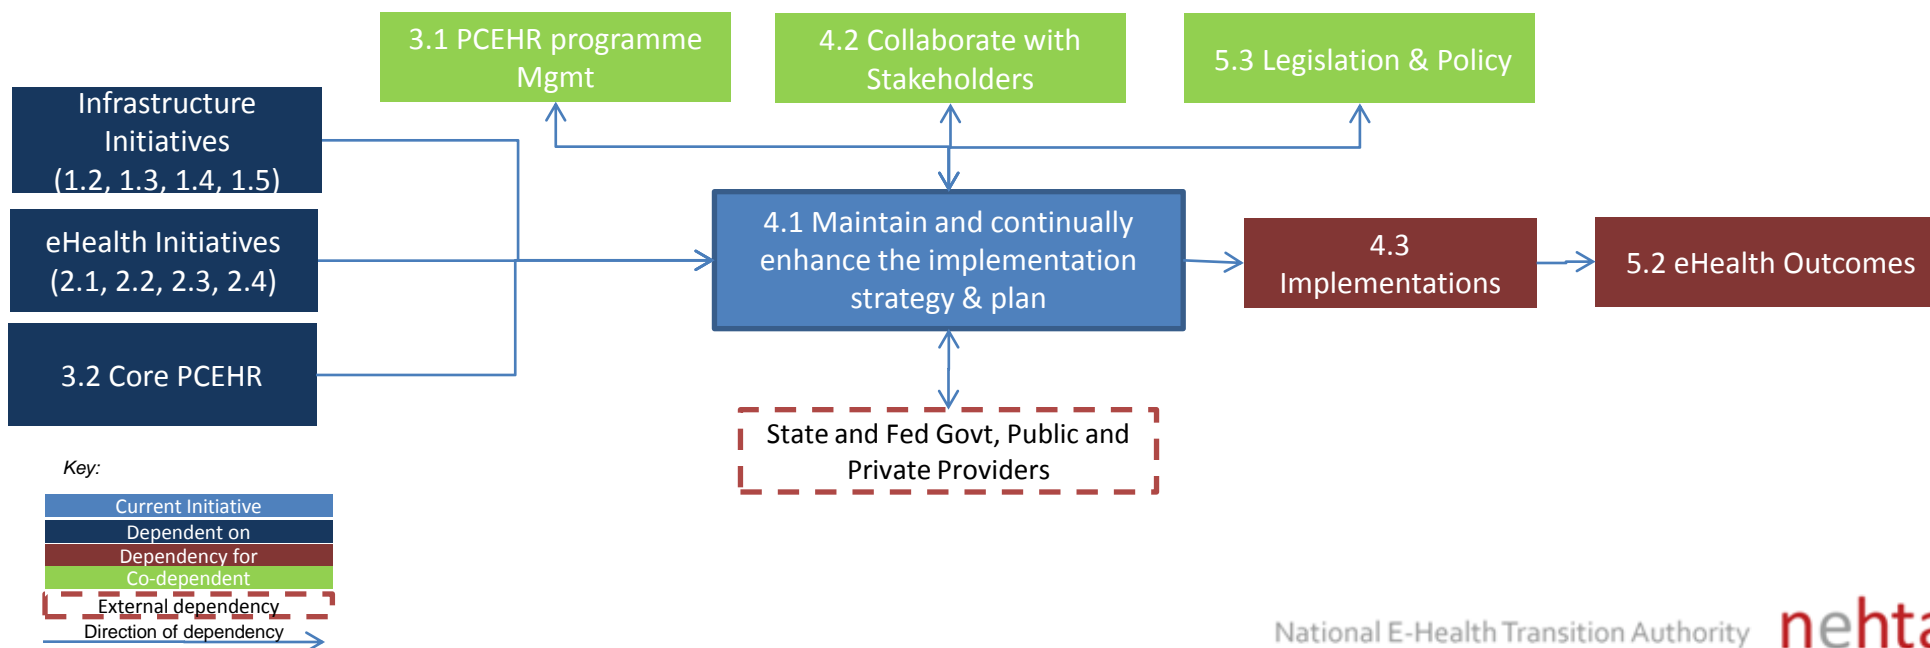 3.1 PCEHR programme
Mgmt
4.2 Collaborate with
Stakeholders
5.3 Legislation & Policy
Infrastructure
Initiatives
(1.2, 1.3, 1.4, 1.5)
eHealth Initiatives
(2.1, 2.2, 2.3, 2.4)
3.2 Core PCEHR
4.1 Maintain and continually
enhance the implementation
strategy & plan
4.3
Implementations
5.2 eHealth Outcomes
State and Fed Govt, Public and
Private Providers
Key:
Current Initiative
Dependent on
Dependency for
Co-dependent
External dependency
Direction of dependency
National E-Health Transition Authority
nehta